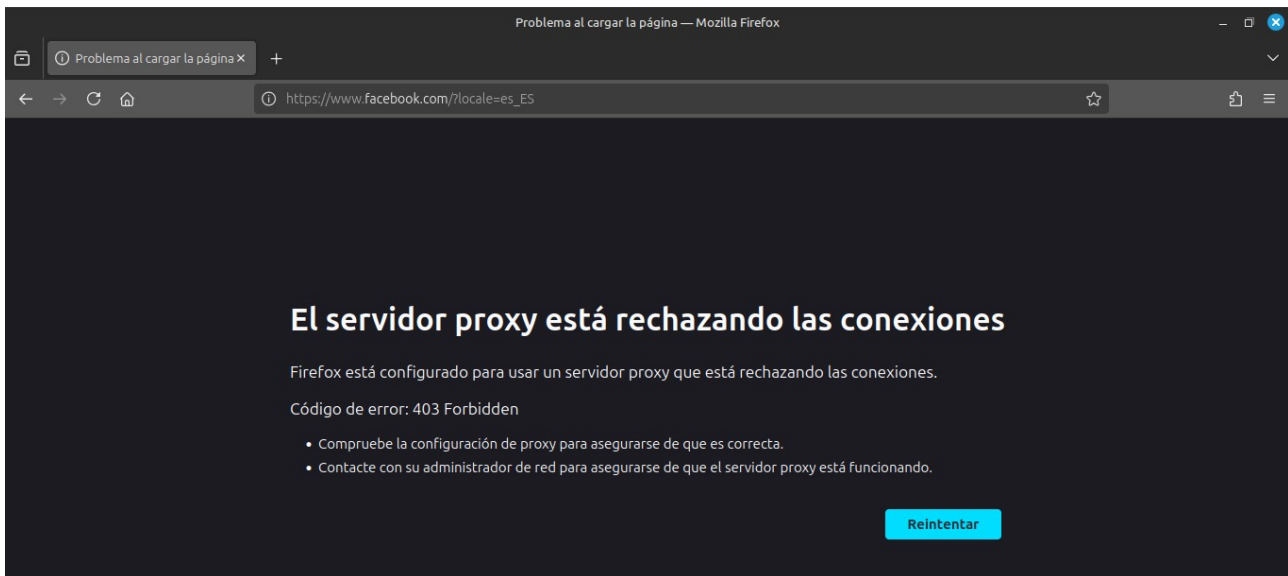 Problema al cargar la página — Mozilla Firefox
Problema al cargar la página
https://www.facebook.com/?locale=es_ES
El servidor proxy está rechazando las conexiones
Firefox está configurado para usar un servidor proxy que está rechazando las conexiones.
Código de error: 403 Forbidden
• Compruebe la configuración de proxy para asegurarse de que es correcta.
• Contacte con su administrador de red para asegurarse de que el servidor proxy está funcionando.
Reintentar